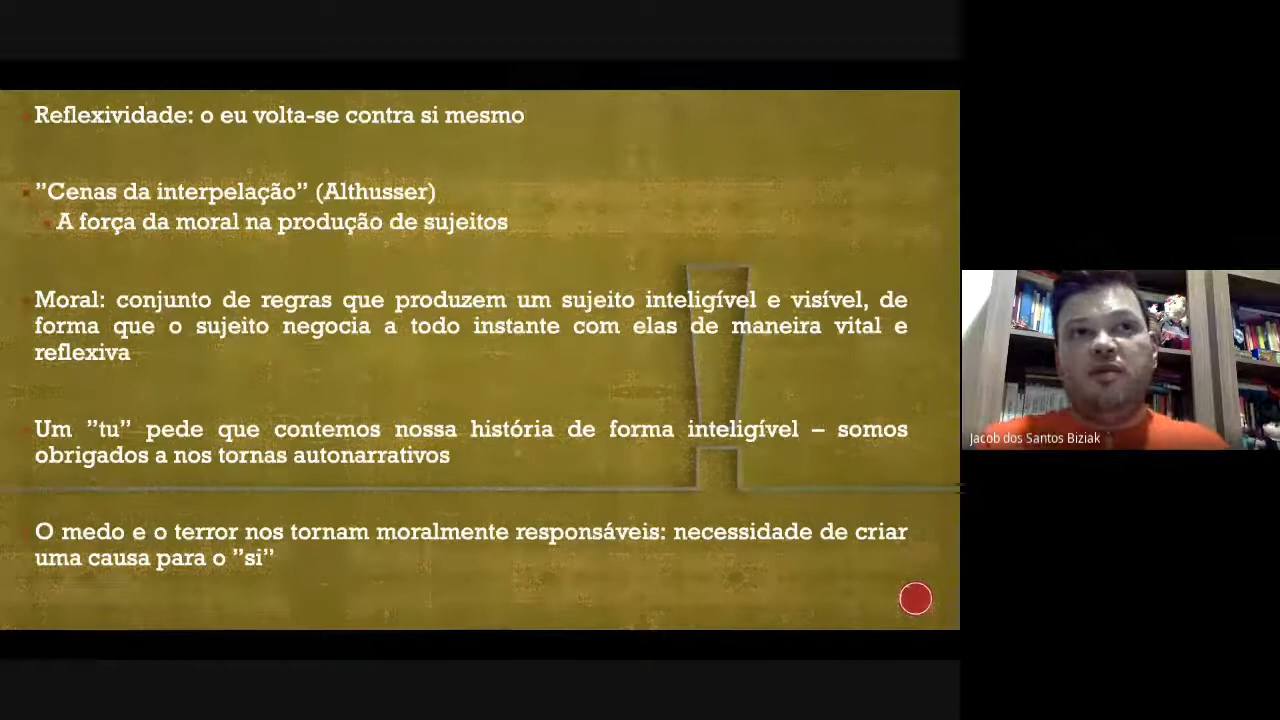 Reflexividade: o eu volta-se contra si mesmo
”Cenas da interpelação” (Althusser)
A força da moral na produção de sujeitos
Moral: conjunto de regras que produzem um sujeito inteligível e visível, de
forma que o sujeito negocia a todo instante com elas de maneira vital e
reflexiva
Um ”tu” pede que contemos nossa história de forma inteligível – somos
obrigados a nos tornas autonarrativos
O medo e o terror nos tornam moralmente responsáveis: necessidade de criar
uma causa para o ”si”
Jacob dos Santos Biziak